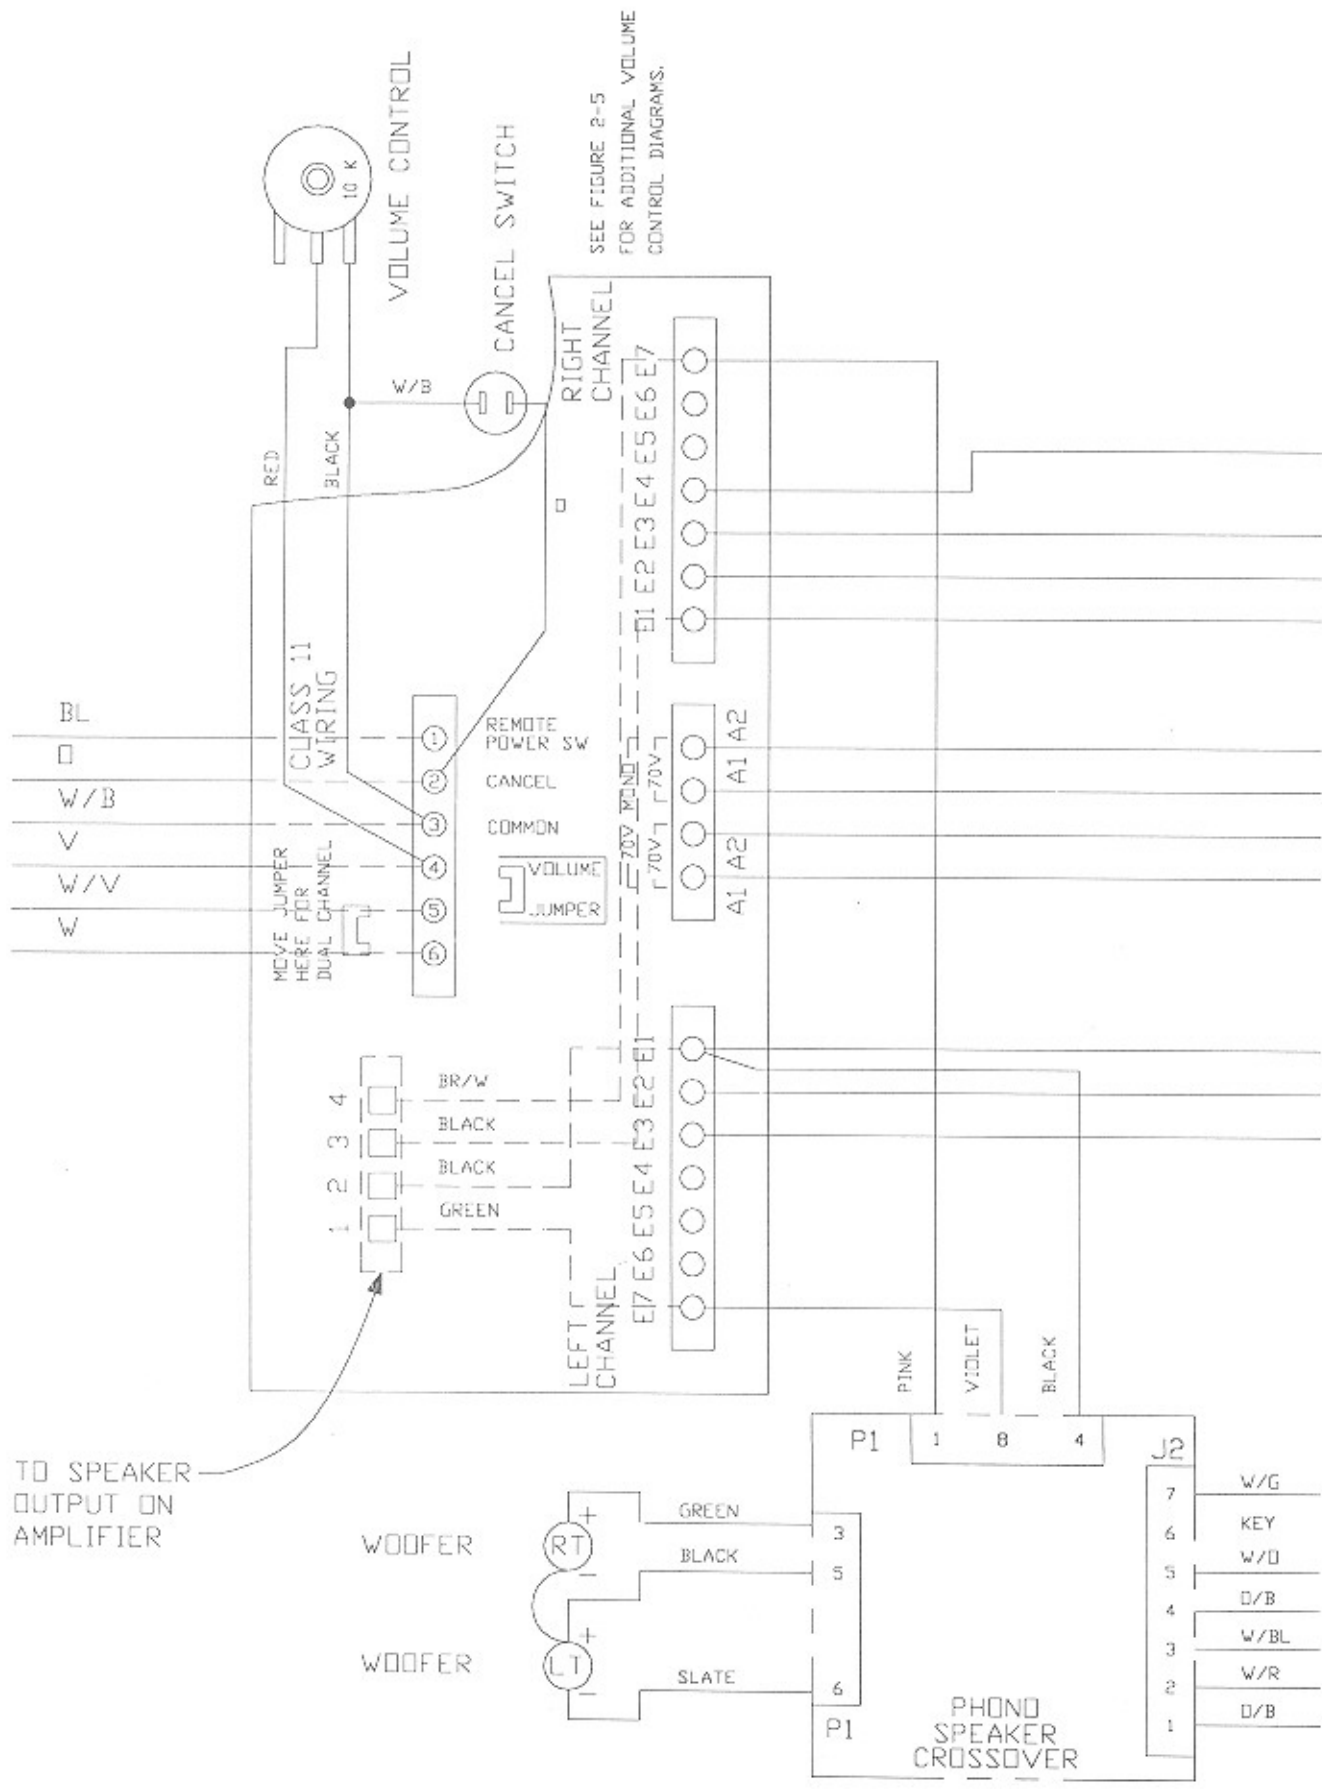 VOLUME CONTROL
10 K
CANCEL SWITCH
SEE FIGURE 2-5
FOR ADDITIONAL VOLUME
CONTROL DIAGRAMS.
W/B
RED
BLACK
RIGHT
CHANNEL
E1 E2 E3 E4 E5 E6 E7
O
CLASS 11
WIRING
BL
O
W/B
V
W/V
W
1
2
3
4
5
6
REMOTE
POWER SW
CANCEL
COMMON
VOLUME
JUMPER
MOVE JUMPER
HERE FOR
DUAL CHANNEL
70V MONO
70V
70V
A1 A2
A1 A2
4
3
2
1
BR/W
BLACK
BLACK
GREEN
E7 E6 E5 E4 E3 E2 E1
LEFT
CHANNEL
TO SPEAKER
OUTPUT ON
AMPLIFIER
PINK
VIOLET
BLACK
P1
1
8
4
J2
7
6
5
4
3
2
1
W/G
KEY
W/O
O/B
W/BL
W/R
O/B
WOOFER
RT
+
-
GREEN
3
BLACK
5
WOOFER
LT
+
-
SLATE
6
P1
PHONO
SPEAKER
CROSSOVER